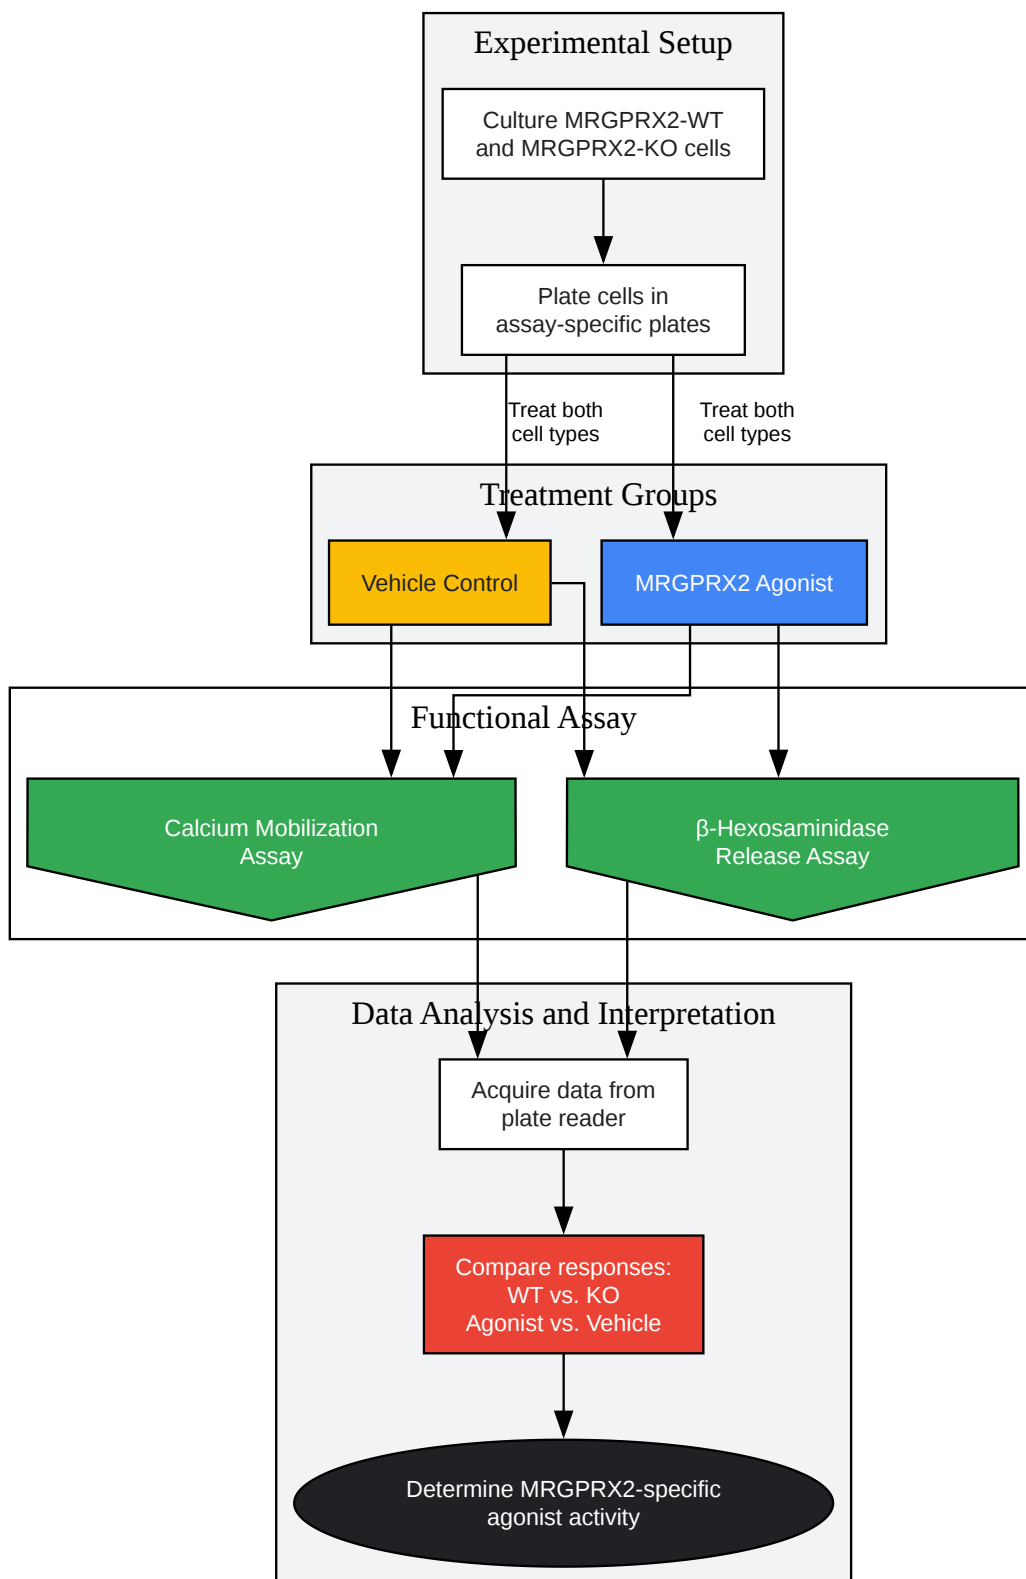 Experimental Setup
Culture MRGPRX2-WT
and MRGPRX2-KO cells
Plate cells in
assay-specific plates
Treat both
cell types
Treat both
cell types
Treatment Groups
Vehicle Control
MRGPRX2 Agonist
Functional Assay
Calcium Mobilization
Assay
β-Hexosaminidase
Release Assay
Data Analysis and Interpretation
Acquire data from
plate reader
Compare responses:
WT vs. KO
Agonist vs. Vehicle
Determine MRGPRX2-specific
agonist activity